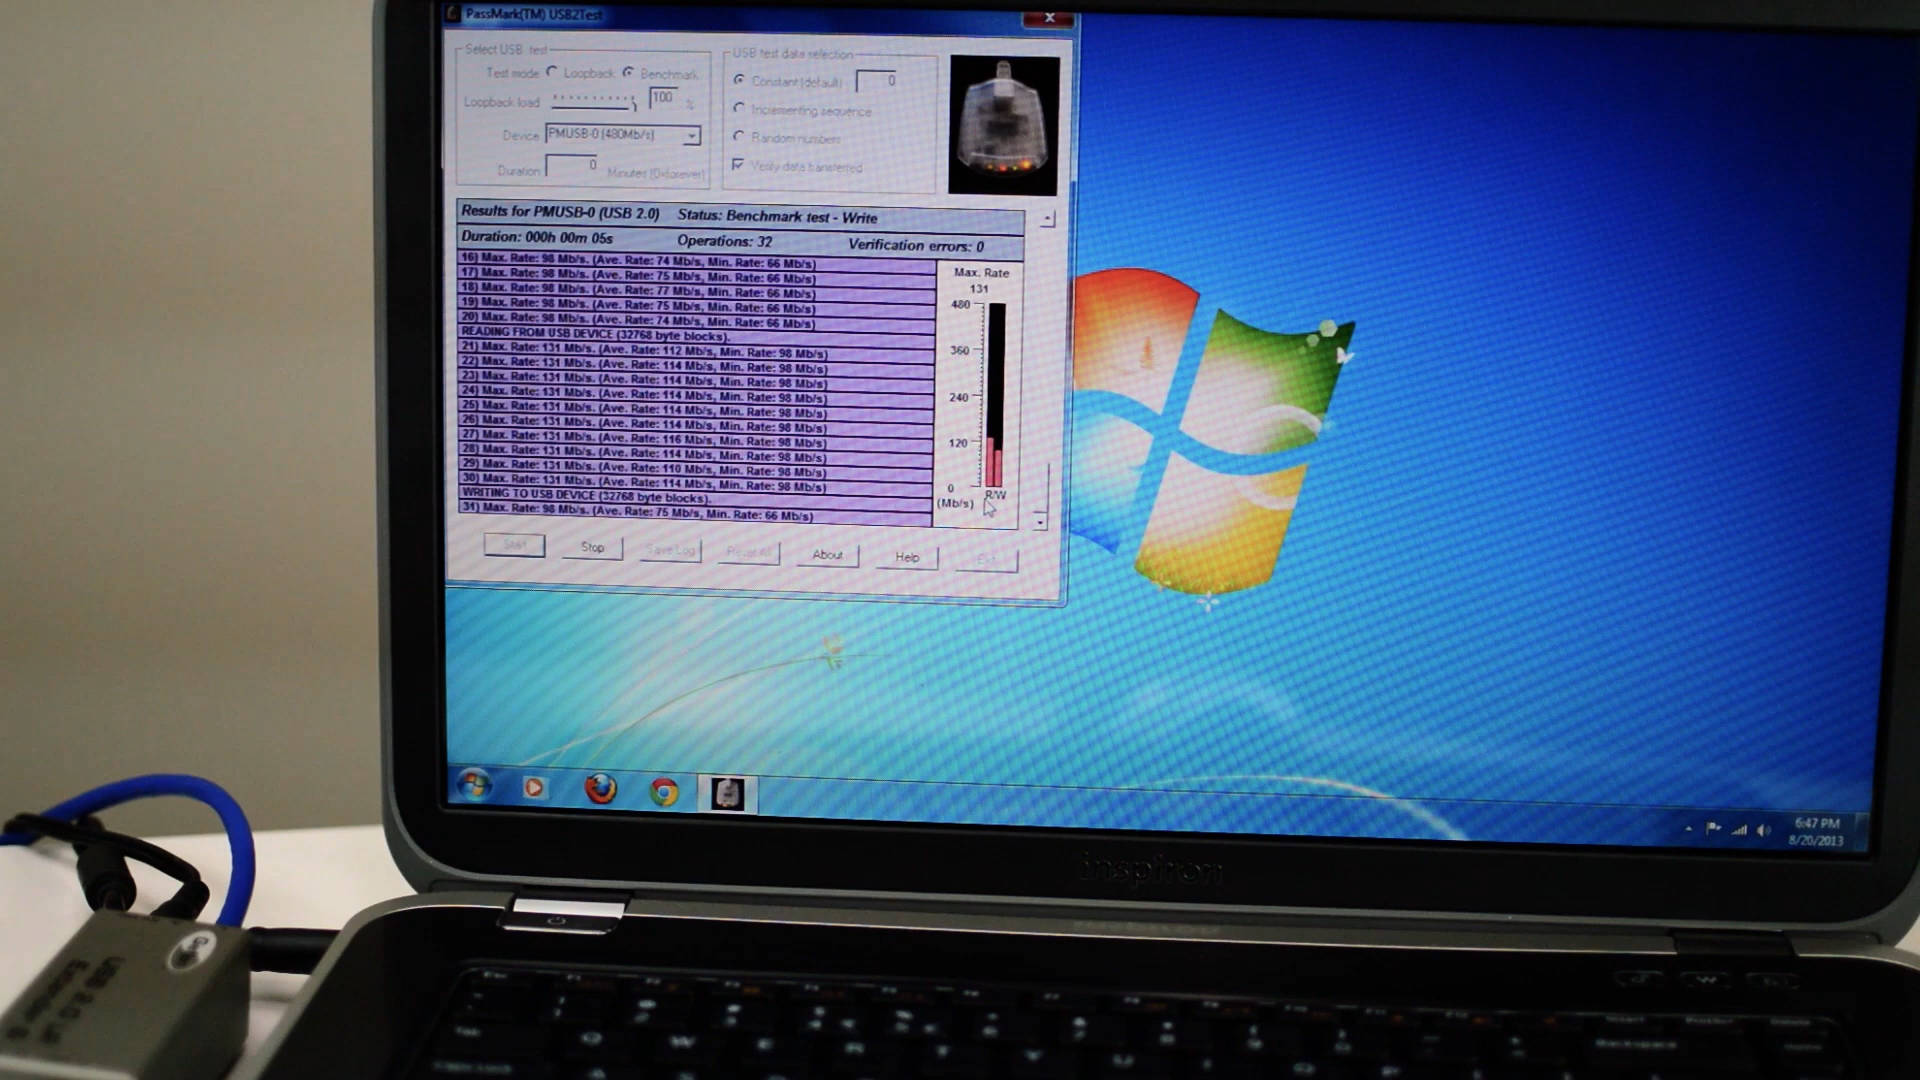 PassMark(TM) USB2Test
Select USB test
Test mode Loopback Benchmark
Loopback load 100 %
Device PMUSB-0 (480Mb/s)
Duration 0 Minutes (0=forever)
USB test data selection
Constant (default) 0
Incrementing sequence
Random numbers
Verify data transferred
Results for PMUSB-0 (USB 2.0) Status: Benchmark test - Write
Duration: 000h 00m 05s Operations: 32 Verification errors: 0
16) Max. Rate: 98 Mb/s. (Ave. Rate: 74 Mb/s, Min. Rate: 66 Mb/s)
17) Max. Rate: 98 Mb/s. (Ave. Rate: 75 Mb/s, Min. Rate: 66 Mb/s)
18) Max. Rate: 98 Mb/s. (Ave. Rate: 77 Mb/s, Min. Rate: 66 Mb/s)
19) Max. Rate: 98 Mb/s. (Ave. Rate: 75 Mb/s, Min. Rate: 66 Mb/s)
20) Max. Rate: 98 Mb/s. (Ave. Rate: 74 Mb/s, Min. Rate: 66 Mb/s)
READING FROM USB DEVICE (32768 byte blocks).
21) Max. Rate: 131 Mb/s. (Ave. Rate: 112 Mb/s, Min. Rate: 98 Mb/s)
22) Max. Rate: 131 Mb/s. (Ave. Rate: 114 Mb/s, Min. Rate: 98 Mb/s)
23) Max. Rate: 131 Mb/s. (Ave. Rate: 114 Mb/s, Min. Rate: 98 Mb/s)
24) Max. Rate: 131 Mb/s. (Ave. Rate: 114 Mb/s, Min. Rate: 98 Mb/s)
25) Max. Rate: 131 Mb/s. (Ave. Rate: 114 Mb/s, Min. Rate: 98 Mb/s)
26) Max. Rate: 131 Mb/s. (Ave. Rate: 114 Mb/s, Min. Rate: 98 Mb/s)
27) Max. Rate: 131 Mb/s. (Ave. Rate: 116 Mb/s, Min. Rate: 98 Mb/s)
28) Max. Rate: 131 Mb/s. (Ave. Rate: 114 Mb/s, Min. Rate: 98 Mb/s)
29) Max. Rate: 131 Mb/s. (Ave. Rate: 110 Mb/s, Min. Rate: 98 Mb/s)
30) Max. Rate: 131 Mb/s. (Ave. Rate: 114 Mb/s, Min. Rate: 98 Mb/s)
WRITING TO USB DEVICE (32768 byte blocks).
31) Max. Rate: 98 Mb/s. (Ave. Rate: 75 Mb/s, Min. Rate: 66 Mb/s)
Max. Rate
131
480
360
240
120
0
R/W
(Mb/s)
Start Stop Save Log Reset All About Help Exit
6:47 PM
8/20/2013
inspiron
USB 2.0
Extender
Tab Q W E R T Y U
Backspace